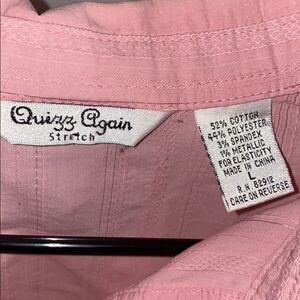 Quizz Again
Stretch
52% COTTON
44% POLYESTER
3% SPANDEX
1% METALLIC
FOR ELASTICITY
MADE IN CHINA
L
R.N. 82912
CARE ON REVERSE